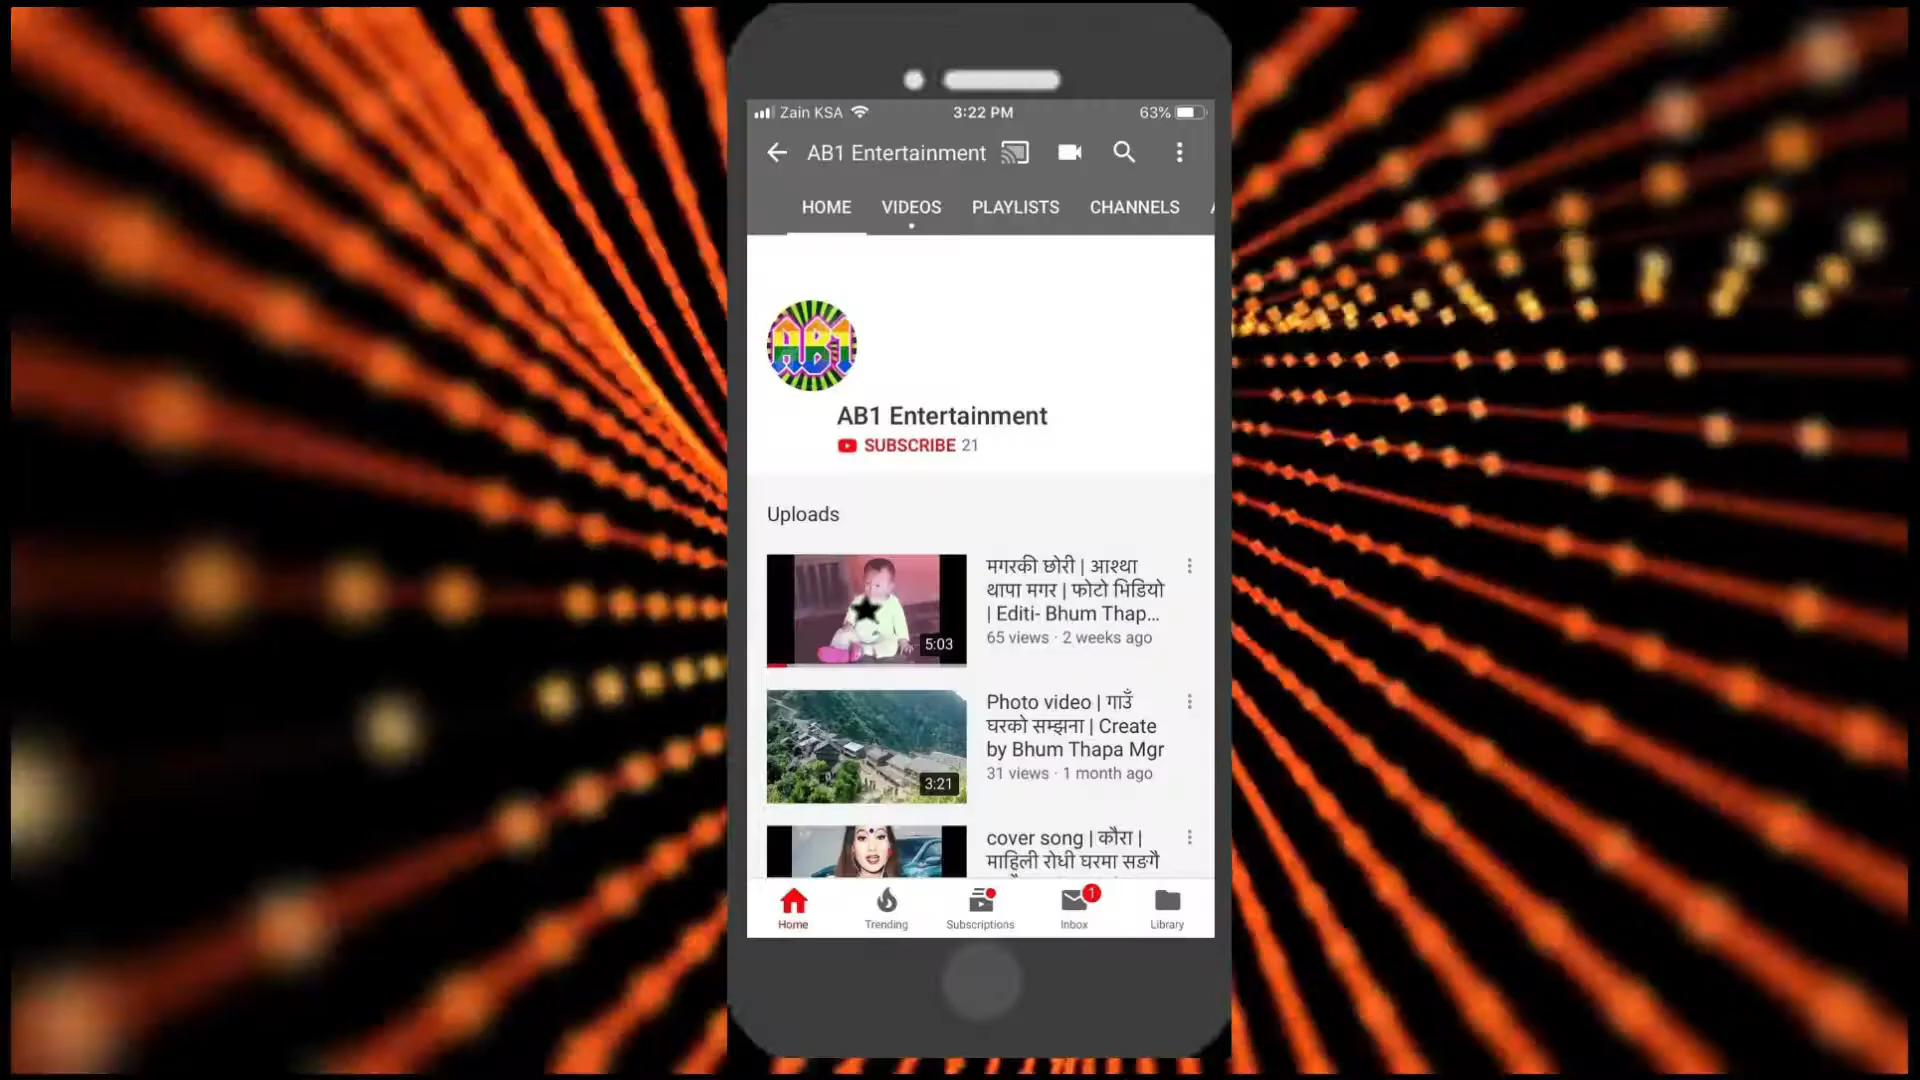 Zain KSA
3:22 PM
63%
AB1 Entertainment
HOME
VIDEOS
PLAYLISTS
CHANNELS
AB1
AB1 Entertainment
SUBSCRIBE 21
Uploads
मगरकी छोरी | आश्था
थापा मगर | फोटो भिडियो
| Editi- Bhum Thap...
65 views · 2 weeks ago
5:03
Photo video | गाउँ
घरको सम्झना | Create
by Bhum Thapa Mgr
31 views · 1 month ago
3:21
cover song | कौरा |
माहिली रोधी घरमा सङगै
Home
Trending
Subscriptions
1
Inbox
Library